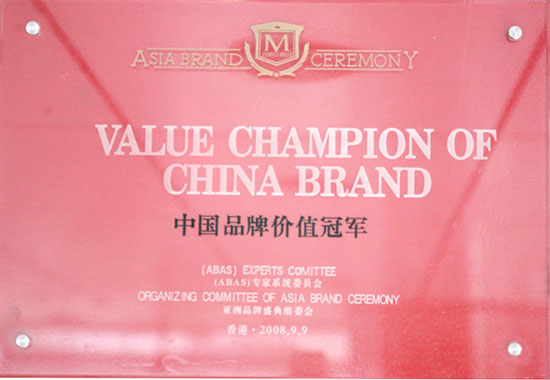 M
ASIA BRAND CEREMONY
VALUE CHAMPION OF
CHINA BRAND
中国品牌价值冠军
(ABAS) EXPERTS COMITTEE
(ABAS)专家系统委员会
ORGANIZING COMMITTEE OF ASIA BRAND CEREMONY
亚洲品牌盛典组委会
香港·2008.9.9